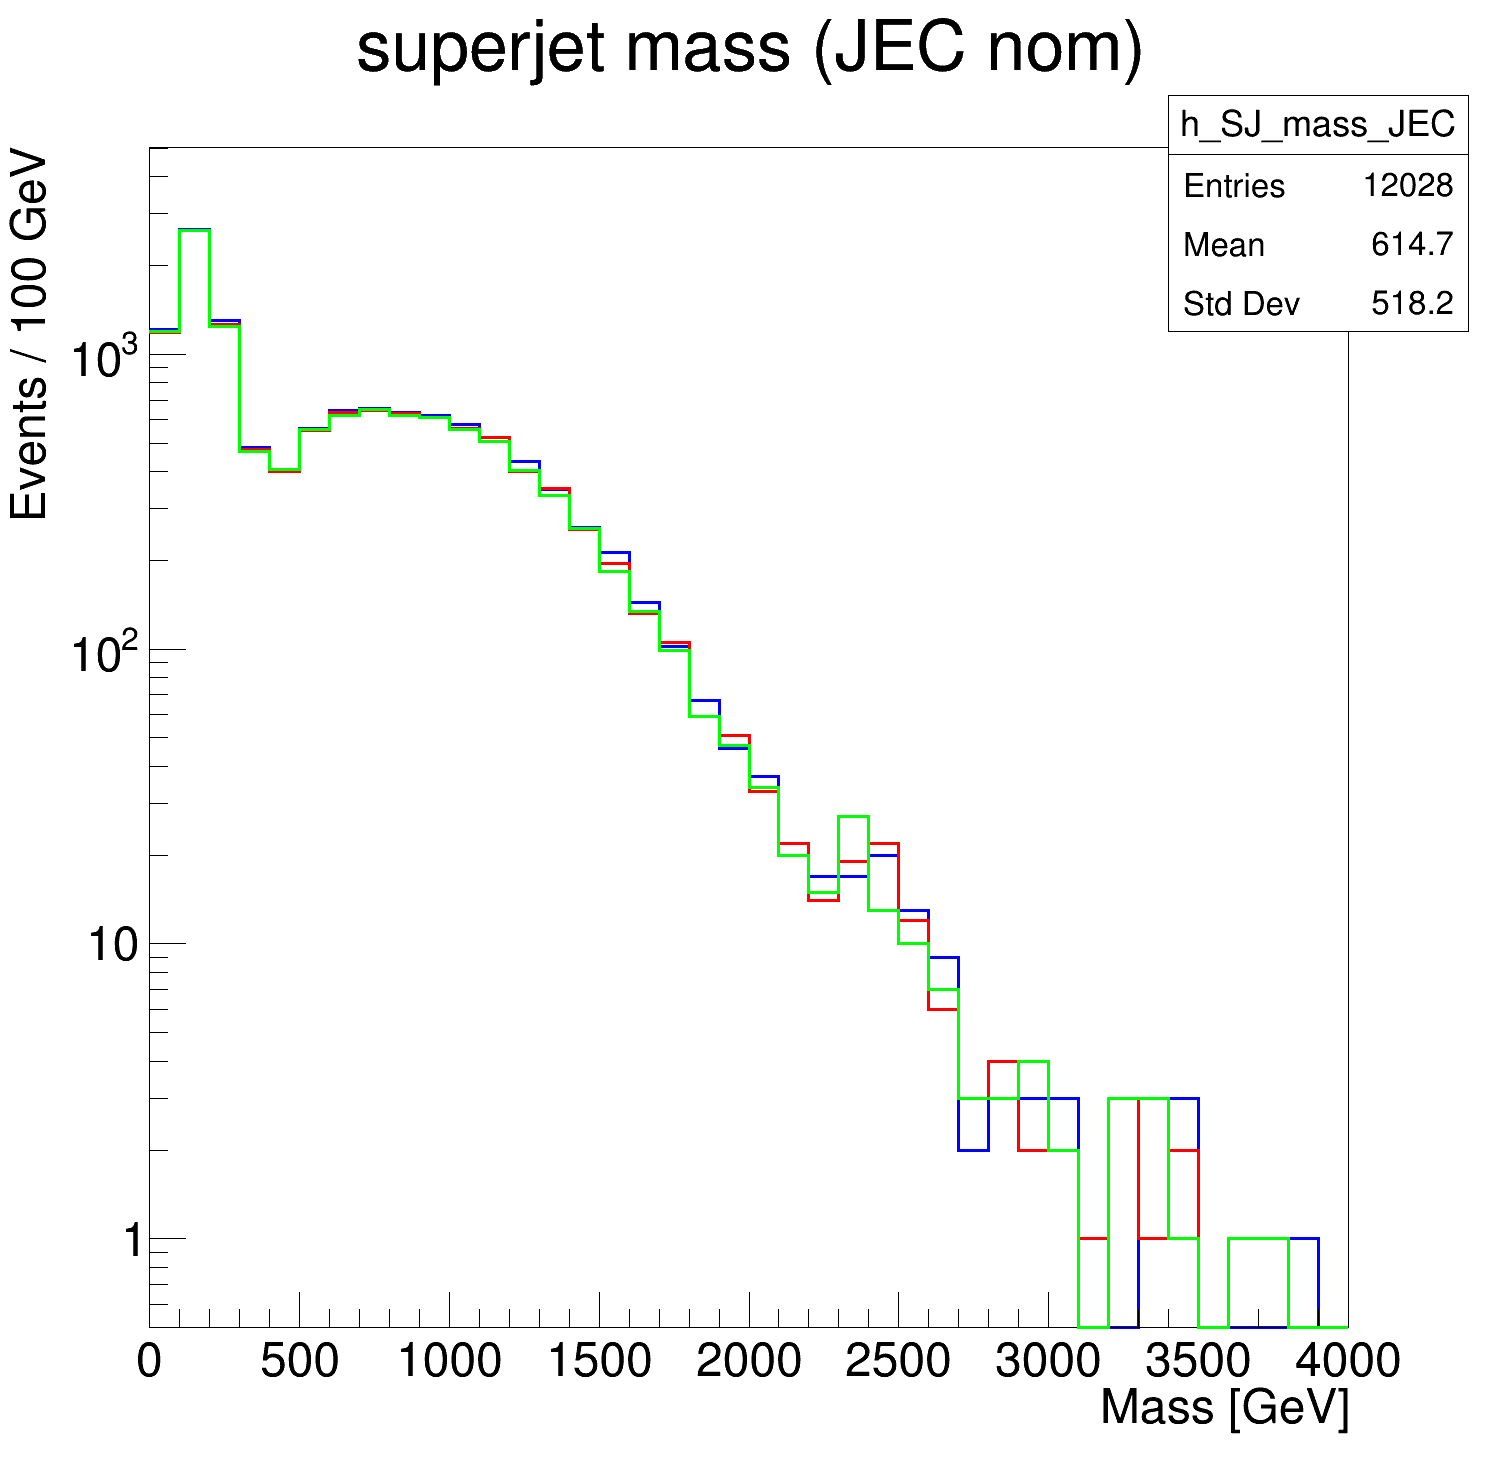 superjet mass (JEC nom)
h_SJ_mass_JEC
Entries 12028
Mean 614.7
Std Dev 518.2
Events / 100 GeV
10³
10²
10
1
0 500 1000 1500 2000 2500 3000 3500 4000
Mass [GeV]